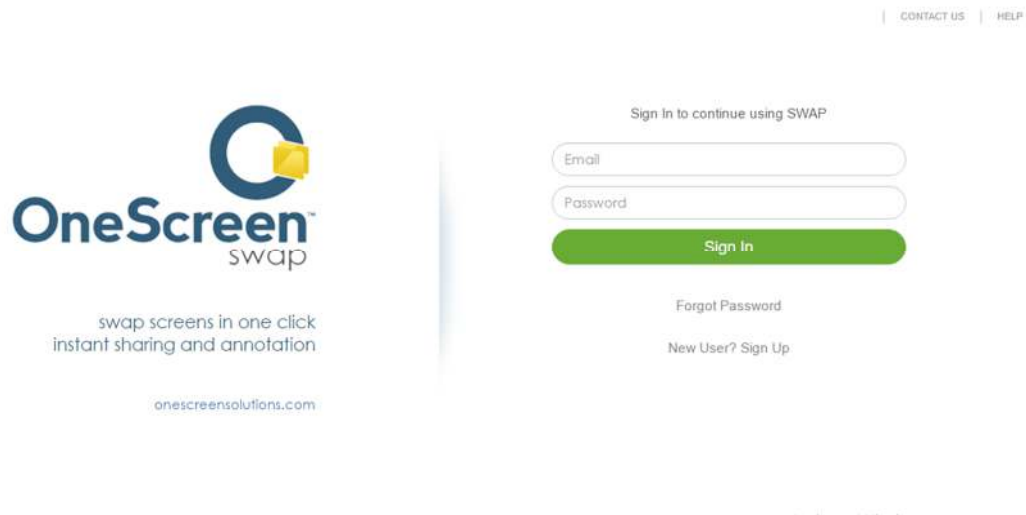 CONTACT US | HELP
OneScreen™
swap
swap screens in one click
instant sharing and annotation
onescreensolutions.com
Sign In to continue using SWAP
Email
Password
Sign In
Forgot Password
New User? Sign Up